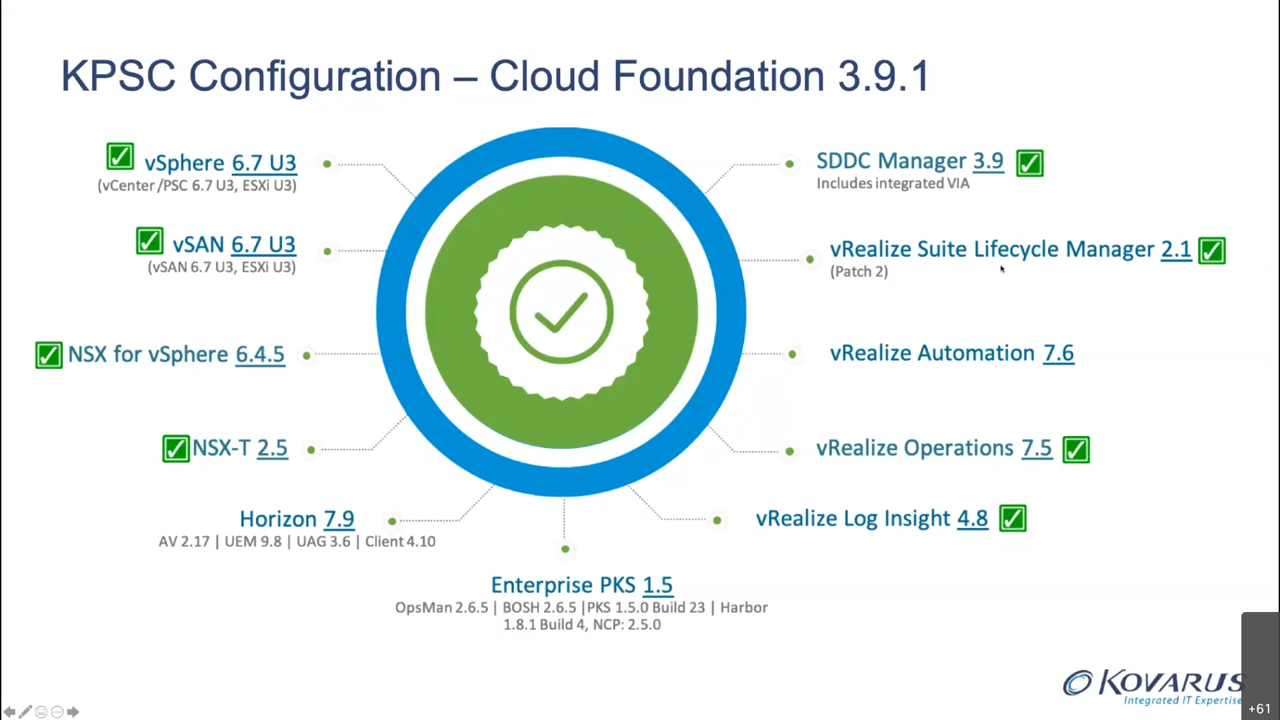 KPSC Configuration – Cloud Foundation 3.9.1
vSphere 6.7 U3
(vCenter/PSC 6.7 U3, ESXi U3)
vSAN 6.7 U3
(vSAN 6.7 U3, ESXi U3)
NSX for vSphere 6.4.5
NSX-T 2.5
Horizon 7.9
AV 2.17 | UEM 9.8 | UAG 3.6 | Client 4.10
Enterprise PKS 1.5
OpsMan 2.6.5 | BOSH 2.6.5 |PKS 1.5.0 Build 23 | Harbor
1.8.1 Build 4, NCP: 2.5.0
SDDC Manager 3.9
Includes integrated VIA
vRealize Suite Lifecycle Manager 2.1
(Patch 2)
vRealize Automation 7.6
vRealize Operations 7.5
vRealize Log Insight 4.8
KOVARUS
Integrated IT Expertise
+61